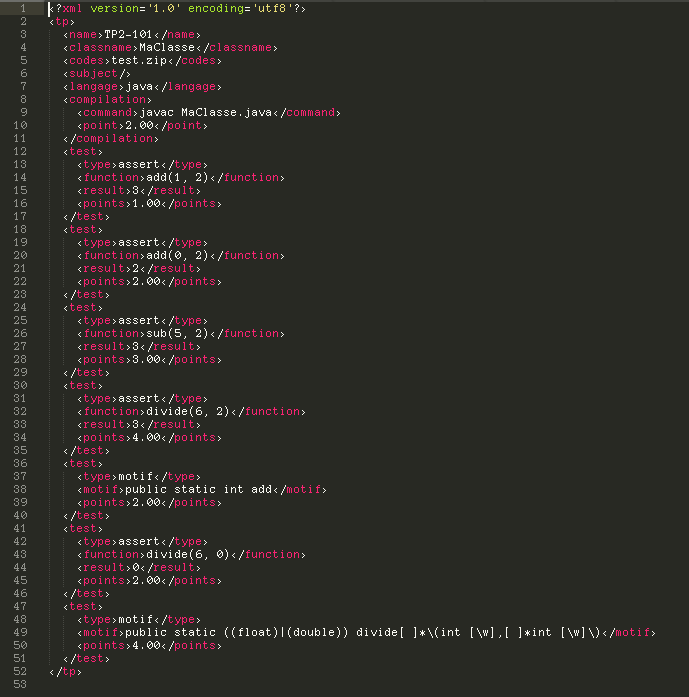 1 <?xml version='1.0' encoding='utf8'?>
2 <tp>
3 <name>TP2-101</name>
4 <classname>MaClasse</classname>
5 <codes>test.zip</codes>
6 <subject/>
7 <langage>java</langage>
8 <compilation>
9 <command>javac MaClasse.java</command>
10 <point>2.00</point>
11 </compilation>
12 <test>
13 <type>assert</type>
14 <function>add(1, 2)</function>
15 <result>3</result>
16 <points>1.00</points>
17 </test>
18 <test>
19 <type>assert</type>
20 <function>add(0, 2)</function>
21 <result>2</result>
22 <points>2.00</points>
23 </test>
24 <test>
25 <type>assert</type>
26 <function>sub(5, 2)</function>
27 <result>3</result>
28 <points>3.00</points>
29 </test>
30 <test>
31 <type>assert</type>
32 <function>divide(6, 2)</function>
33 <result>3</result>
34 <points>4.00</points>
35 </test>
36 <test>
37 <type>motif</type>
38 <motif>public static int add</motif>
39 <points>2.00</points>
40 </test>
41 <test>
42 <type>assert</type>
43 <function>divide(6, 0)</function>
44 <result>0</result>
45 <points>2.00</points>
46 </test>
47 <test>
48 <type>motif</type>
49 <motif>public static ((float)|(double)) divide[ ]*\(int [\w],[ ]*int [\w]\)</motif>
50 <points>4.00</points>
51 </test>
52 </tp>
53